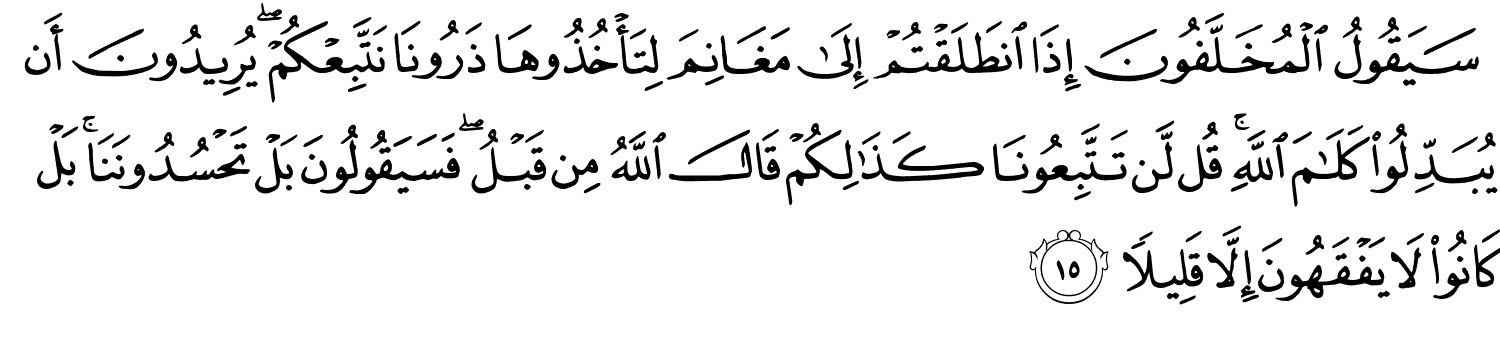 سَيَقُولُ ٱلْمُخَلَّفُونَ إِذَا ٱنطَلَقْتُمْ إِلَىٰ مَغَانِمَ لِتَأْخُذُوهَا ذَرُونَا نَتَّبِعْكُمْ ۖ يُرِيدُونَ أَن
يُبَدِّلُوا۟ كَلَـٰمَ ٱللَّهِ ۚ قُل لَّن تَتَّبِعُونَا كَذَٰلِكُمْ قَالَ ٱللَّهُ مِن قَبْلُ ۖ فَسَيَقُولُونَ بَلْ تَحْسُدُونَنَا ۚ بَلْ
كَانُوا۟ لَا يَفْقَهُونَ إِلَّا قَلِيلًا ١٥